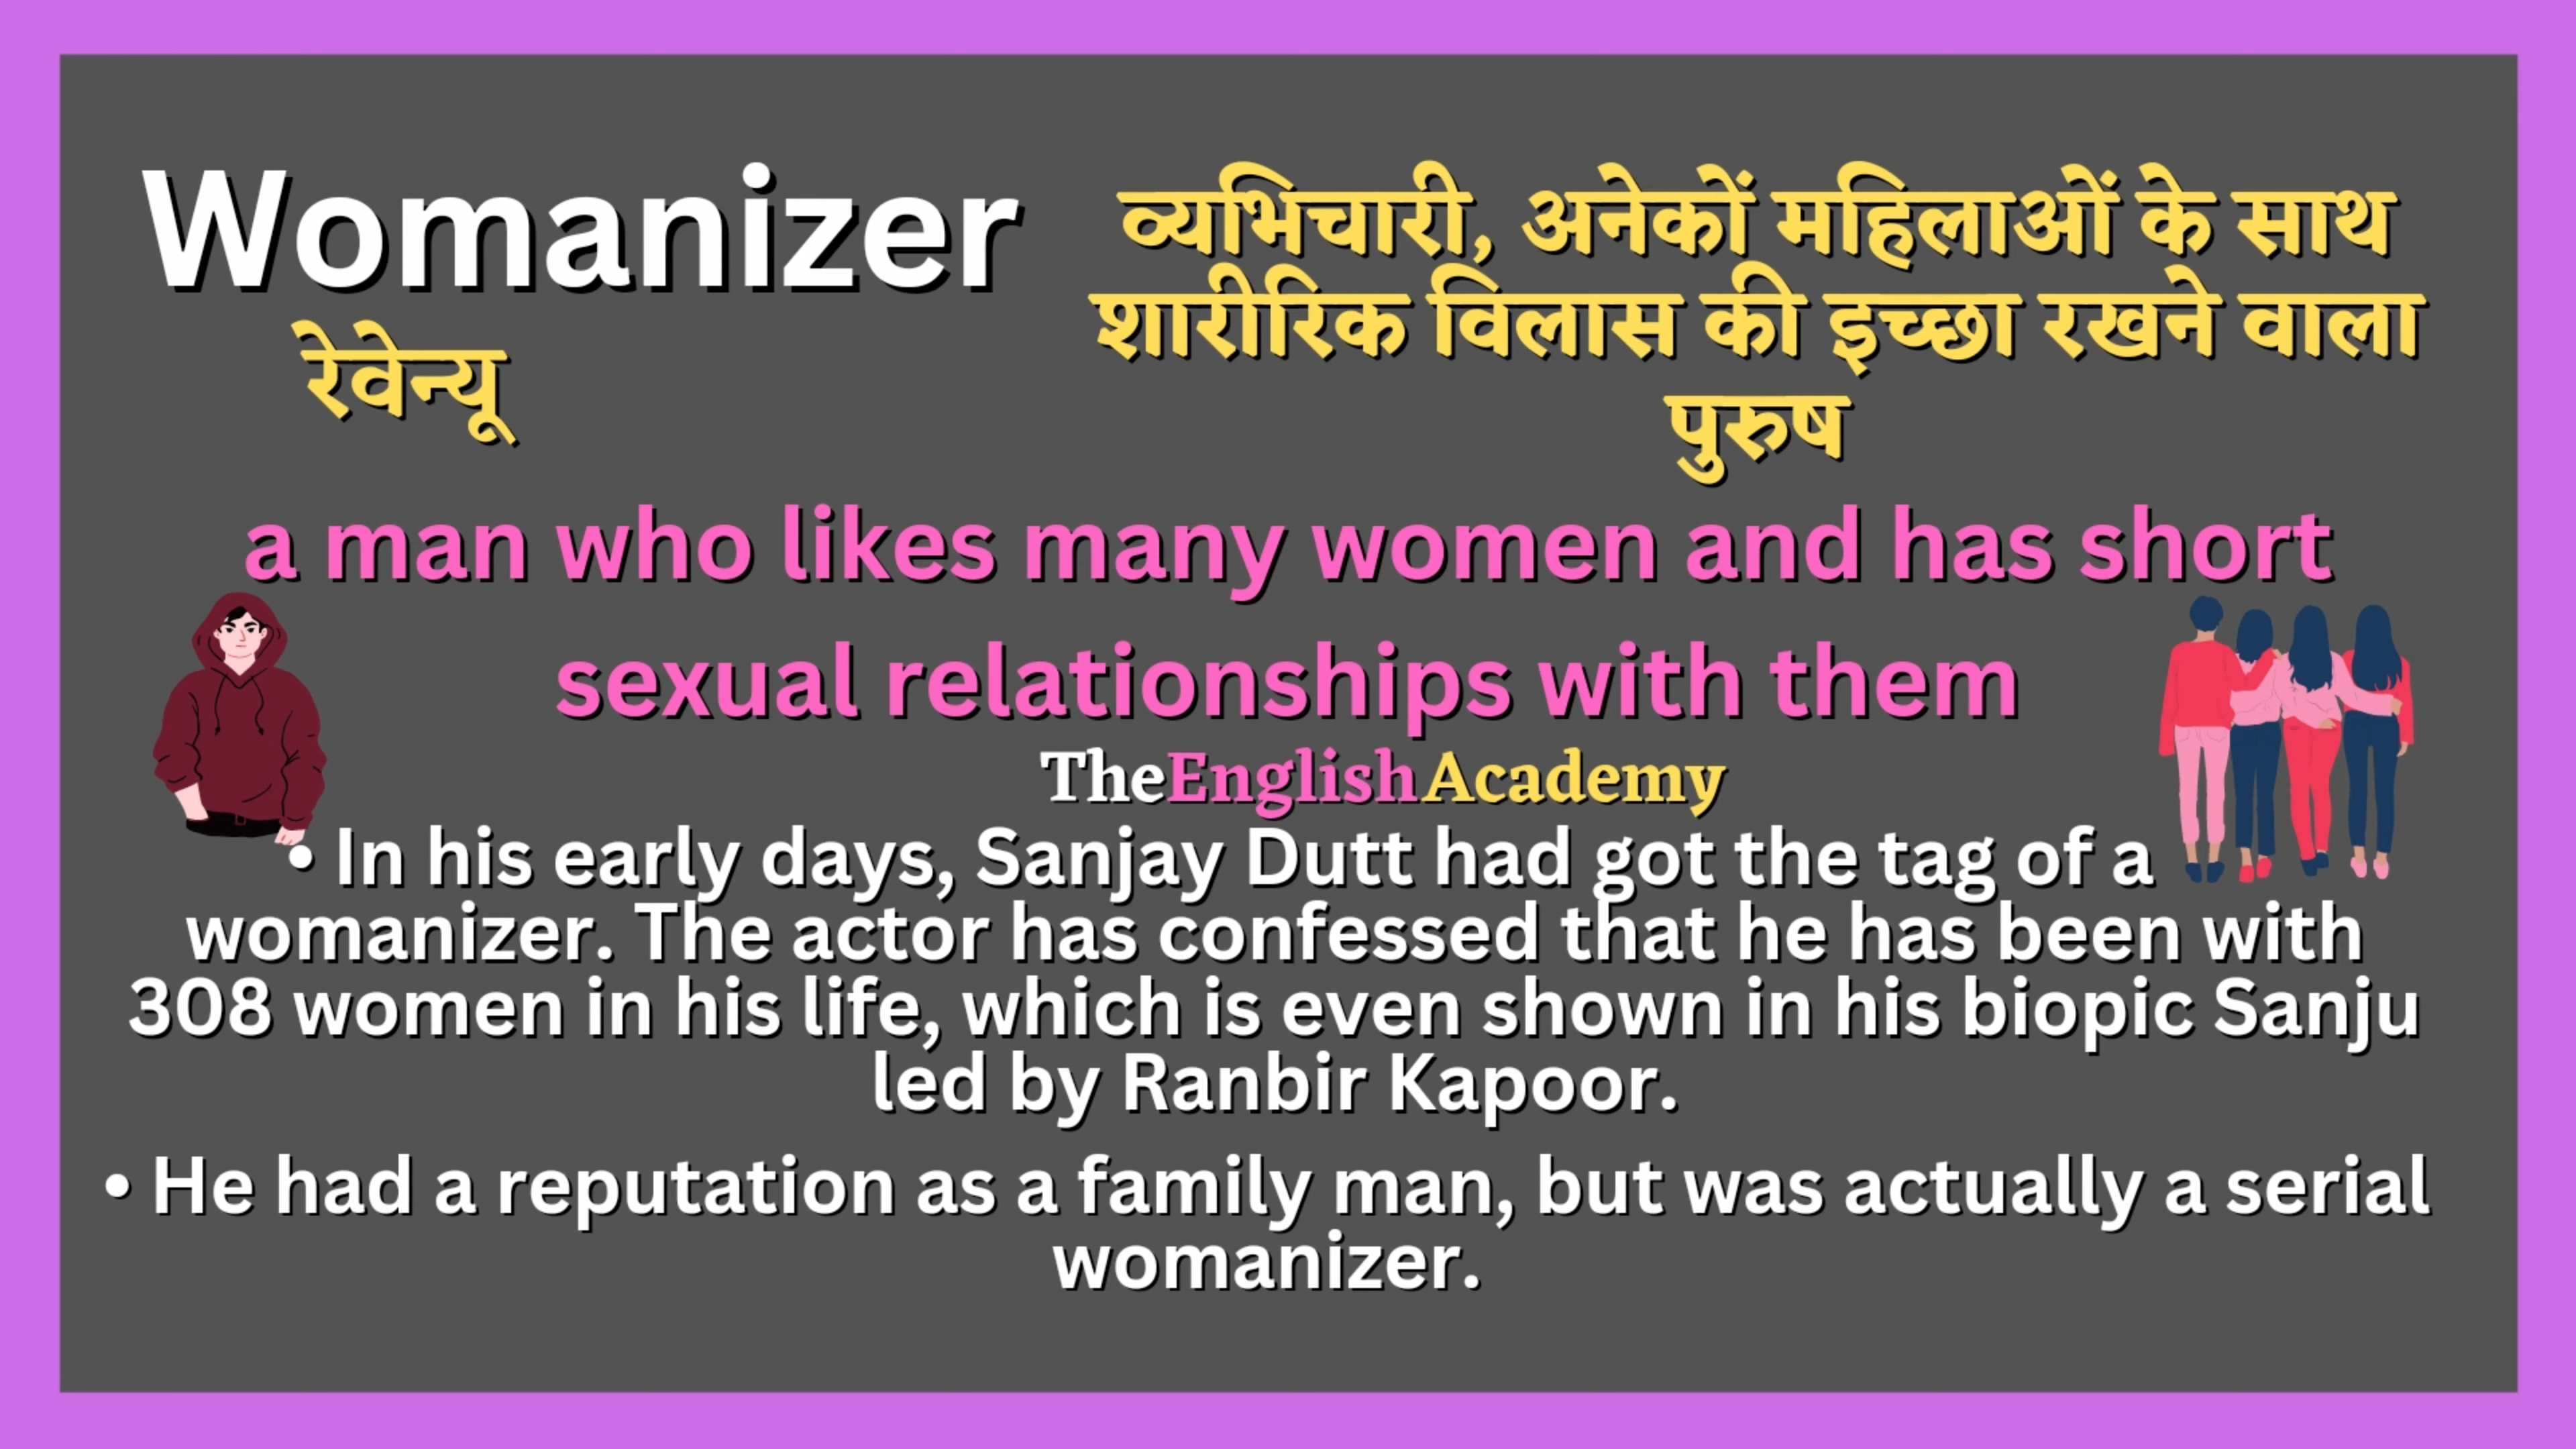 Womanizer
रेवेन्यू
व्यभिचारी, अनेकों महिलाओं के साथ
शारीरिक विलास की इच्छा रखने वाला
पुरुष
a man who likes many women and has short
sexual relationships with them
TheEnglishAcademy
• In his early days, Sanjay Dutt had got the tag of a
womanizer. The actor has confessed that he has been with
308 women in his life, which is even shown in his biopic Sanju
led by Ranbir Kapoor.
• He had a reputation as a family man, but was actually a serial
womanizer.